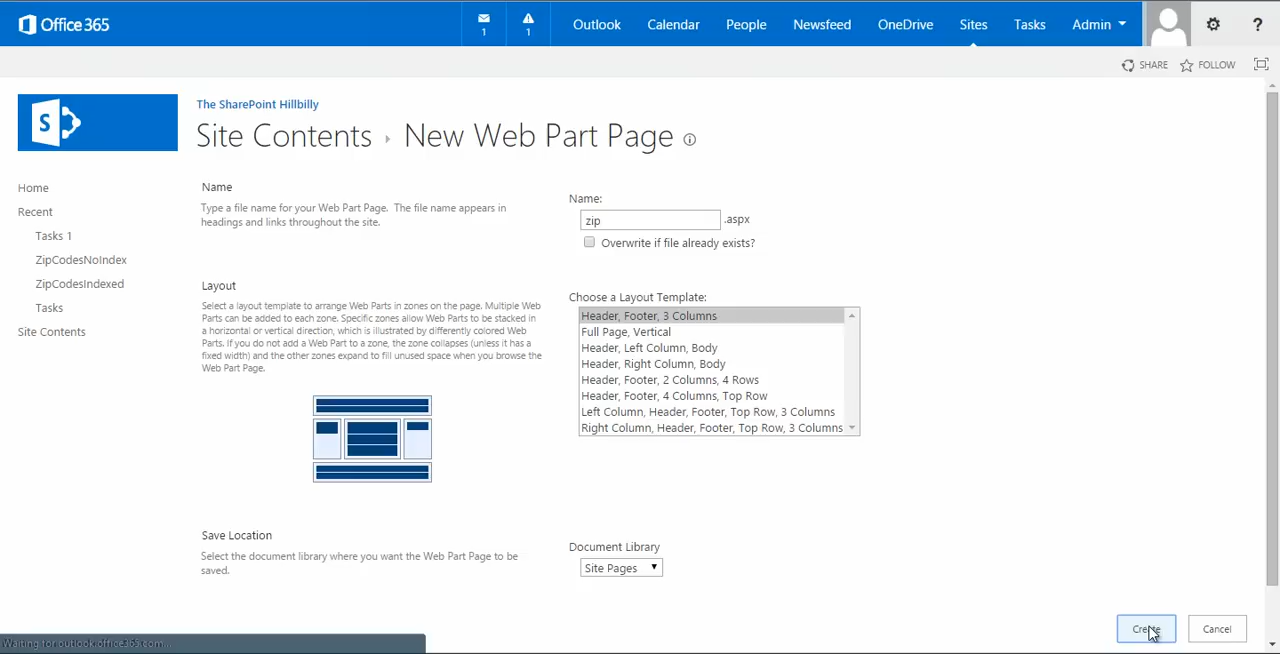 Office 365
1
1
Outlook
Calendar
People
Newsfeed
OneDrive
Sites
Tasks
Admin
?
SHARE
FOLLOW
S
The SharePoint Hillbilly
Site Contents
New Web Part Page
i
Home
Recent
Tasks 1
ZipCodesNoIndex
ZipCodesIndexed
Tasks
Site Contents
Name
Type a file name for your Web Part Page. The file name appears in
headings and links throughout the site.
Name:
zip
.aspx
Overwrite if file already exists?
Layout
Select a layout template to arrange Web Parts in zones on the page. Multiple Web
Parts can be added to each zone. Specific zones allow Web Parts to be stacked in
a horizontal or vertical direction, which is illustrated by differently colored Web
Parts. If you do not add a Web Part to a zone, the zone collapses (unless it has a
fixed width) and the other zones expand to fill unused space when you browse the
Web Part Page.
Choose a Layout Template:
Header, Footer, 3 Columns
Full Page, Vertical
Header, Left Column, Body
Header, Right Column, Body
Header, Footer, 2 Columns, 4 Rows
Header, Footer, 4 Columns, Top Row
Left Column, Header, Footer, Top Row, 3 Columns
Right Column, Header, Footer, Top Row, 3 Columns
Save Location
Select the document library where you want the Web Part Page to be
saved.
Document Library
Site Pages
Create
Cancel
Waiting for outlook.office365.com...